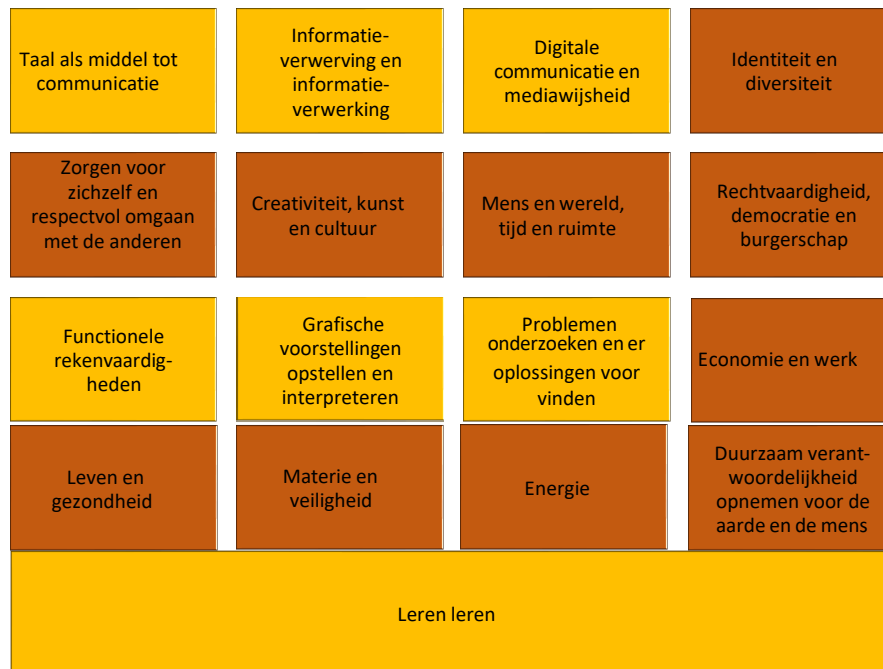 Taal als middel tot
communicatie
Informatie-
verwerving en
informatie-
verwerking
Digitale
communicatie en
mediawijsheid
Identiteit en
diversiteit
Zorgen voor
zichzelf en
respectvol omgaan
met de anderen
Creativiteit, kunst
en cultuur
Mens en wereld,
tijd en ruimte
Rechtvaardigheid,
democratie en
burgerschap
Functionele
rekenvaardig-
heden
Grafische
voorstellingen
opstellen en
interpreteren
Problemen
onderzoeken en er
oplossingen voor
vinden
Economie en werk
Leven en
gezondheid
Materie en
veiligheid
Energie
Duurzaam verant-
woordelijkheid
opnemen voor de
aarde en de mens
Leren leren